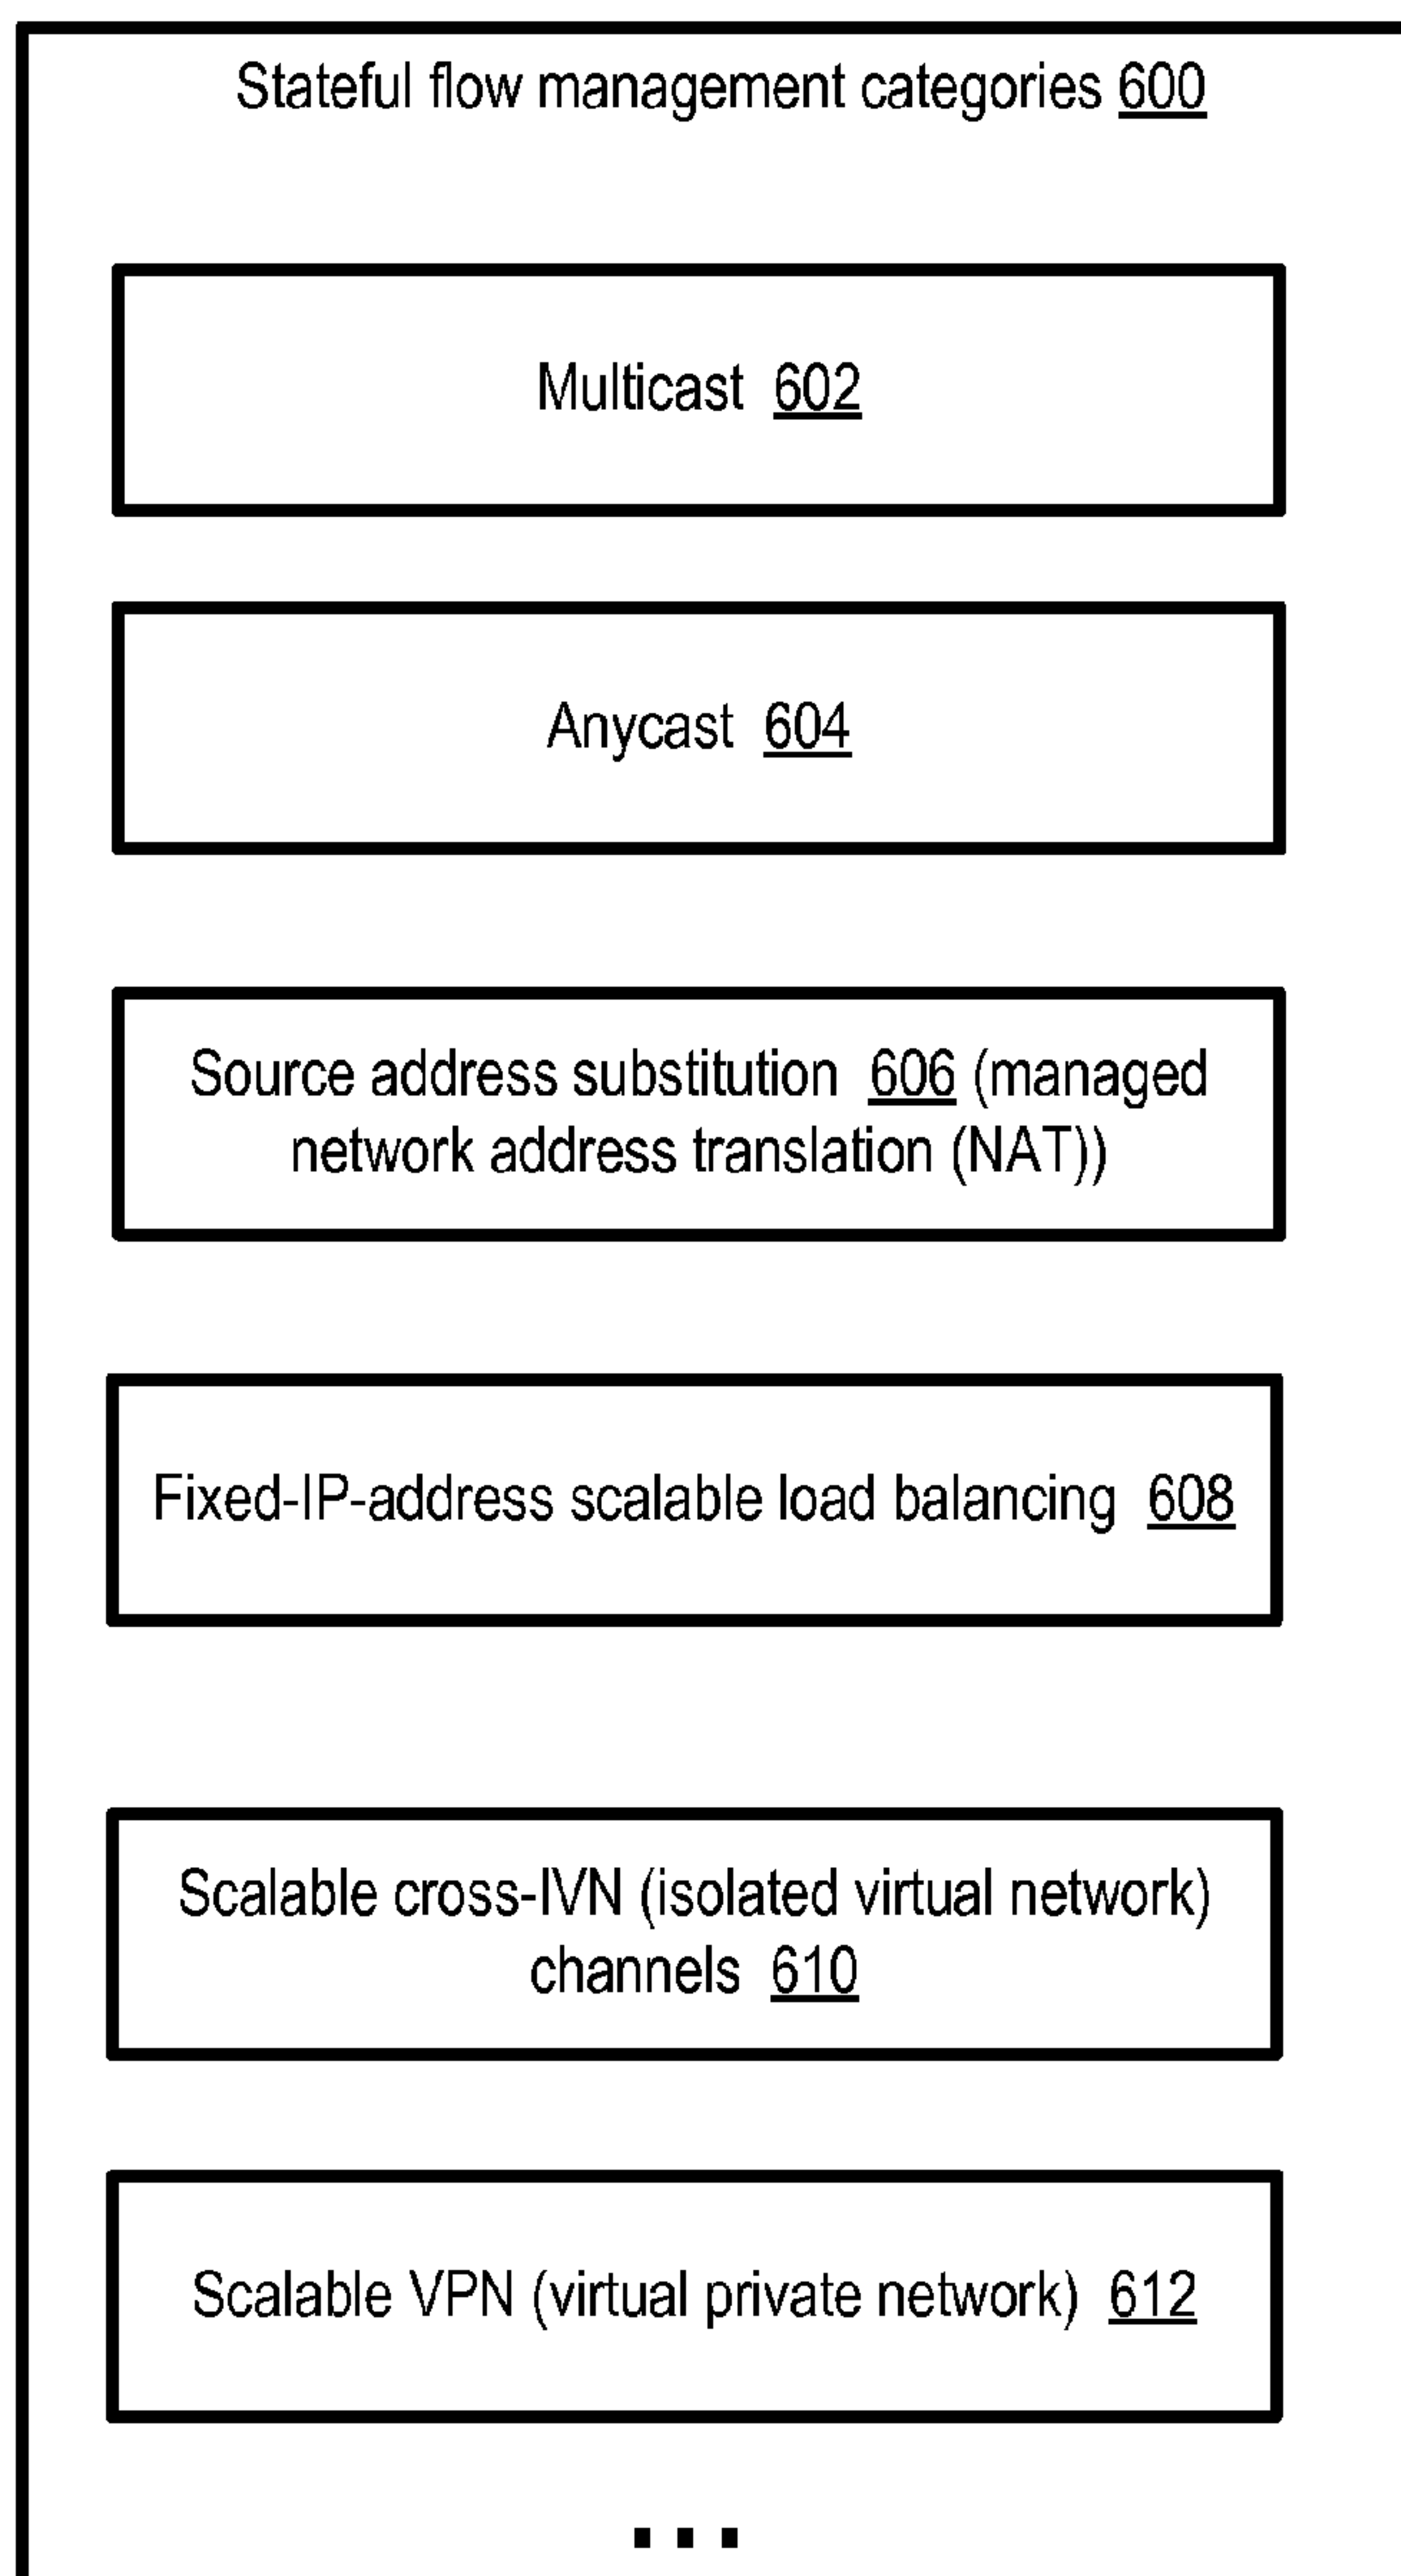 Stateful flow management categories 600
Multicast 602
Anycast 604
Source address substitution 606 (managed
network address translation (NAT))
Fixed-IP-address scalable load balancing 608
Scalable cross-IVN (isolated virtual network)
channels 610
Scalable VPN (virtual private network) 612
...